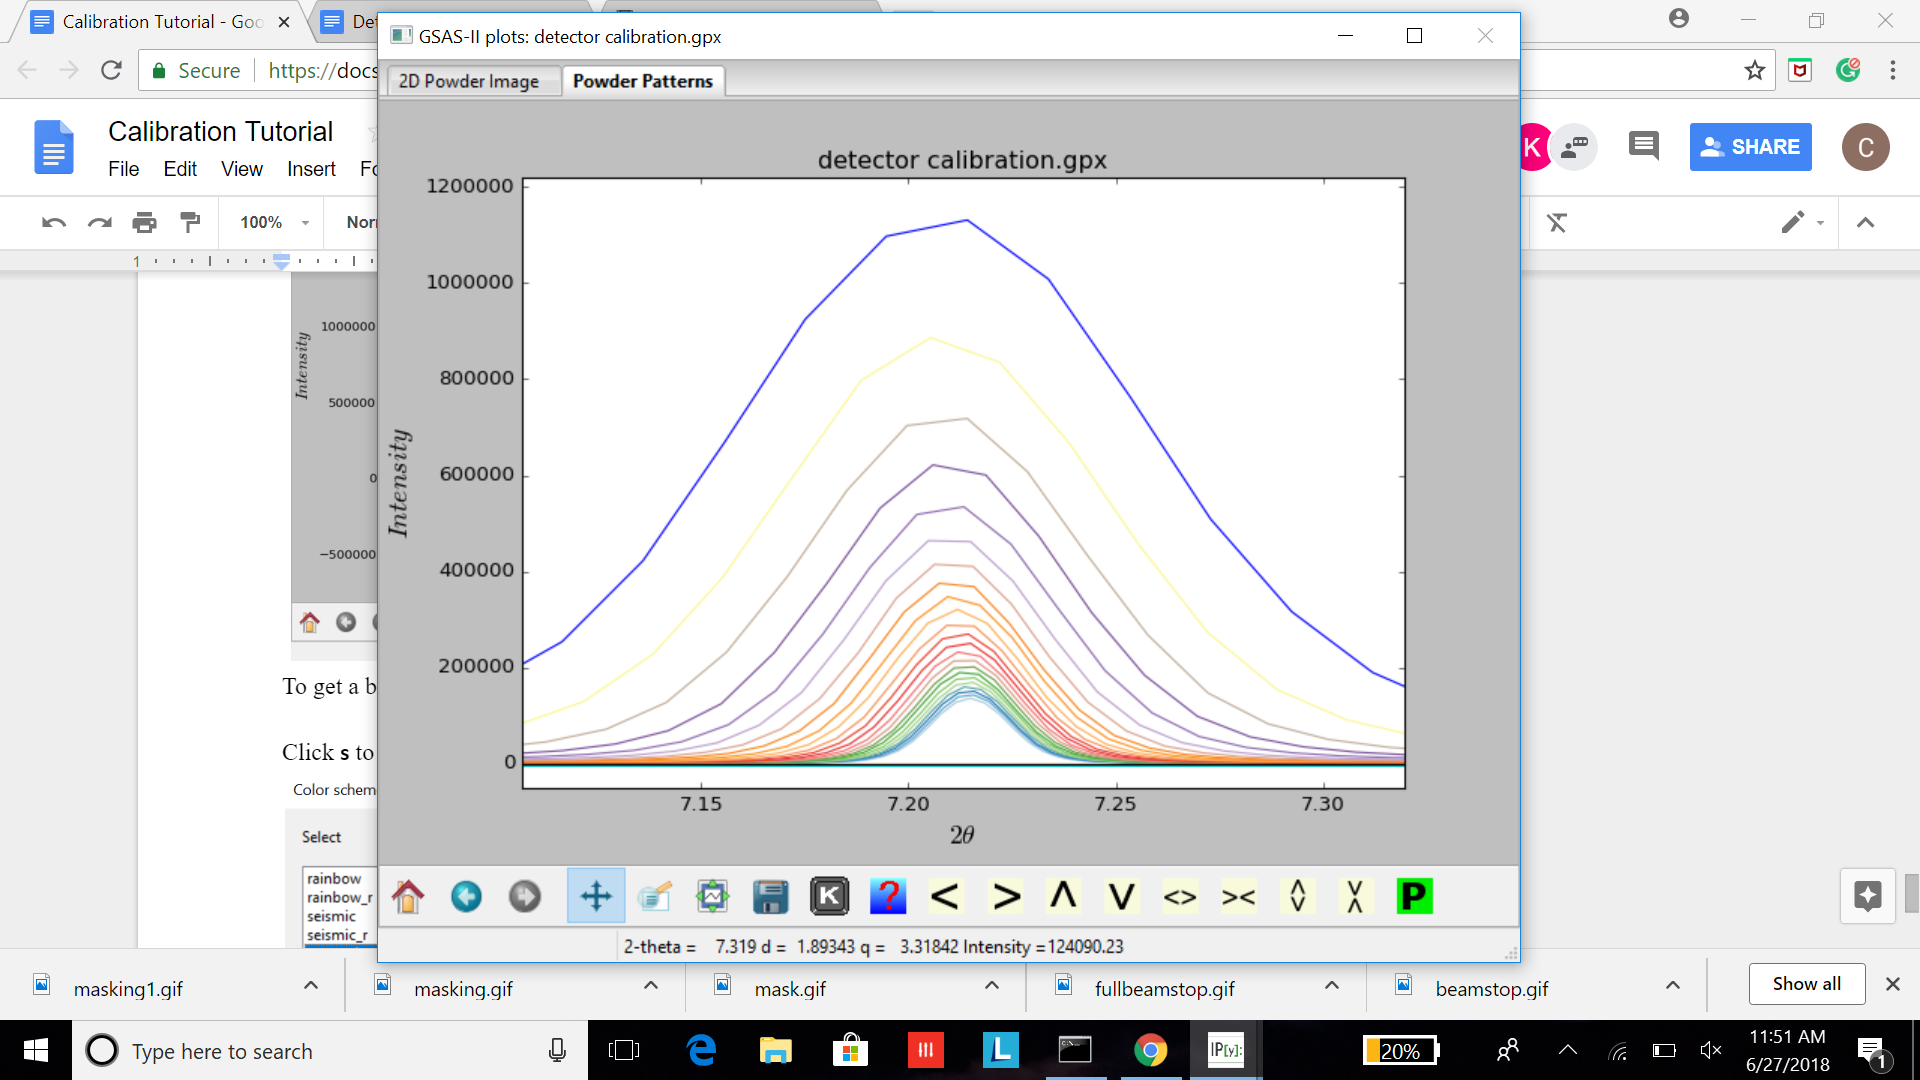 Calibration Tutorial - Goo
Det
GSAS-II plots: detector calibration.gpx
Secure
https://docs
2D Powder Image
Powder Patterns
Calibration Tutorial
K
SHARE
C
File Edit View Insert Fo
100%
Nor
1
detector calibration.gpx
1200000
1000000
800000
600000
400000
200000
0
Intensity
7.15
7.20
7.25
7.30
2θ
Intensity
1000000
500000
0
−500000
To get a b
Click s to
Color schem
Select
rainbow
rainbow_r
seismic
seismic_r
K ? < > Λ V <> >< P
2-theta = 7.319 d = 1.89343 q = 3.31842 Intensity =124090.23
masking1.gif
masking.gif
mask.gif
fullbeamstop.gif
beamstop.gif
Show all
Type here to search
L
C:\.
IP[y]:
20%
11:51 AM
6/27/2018
1